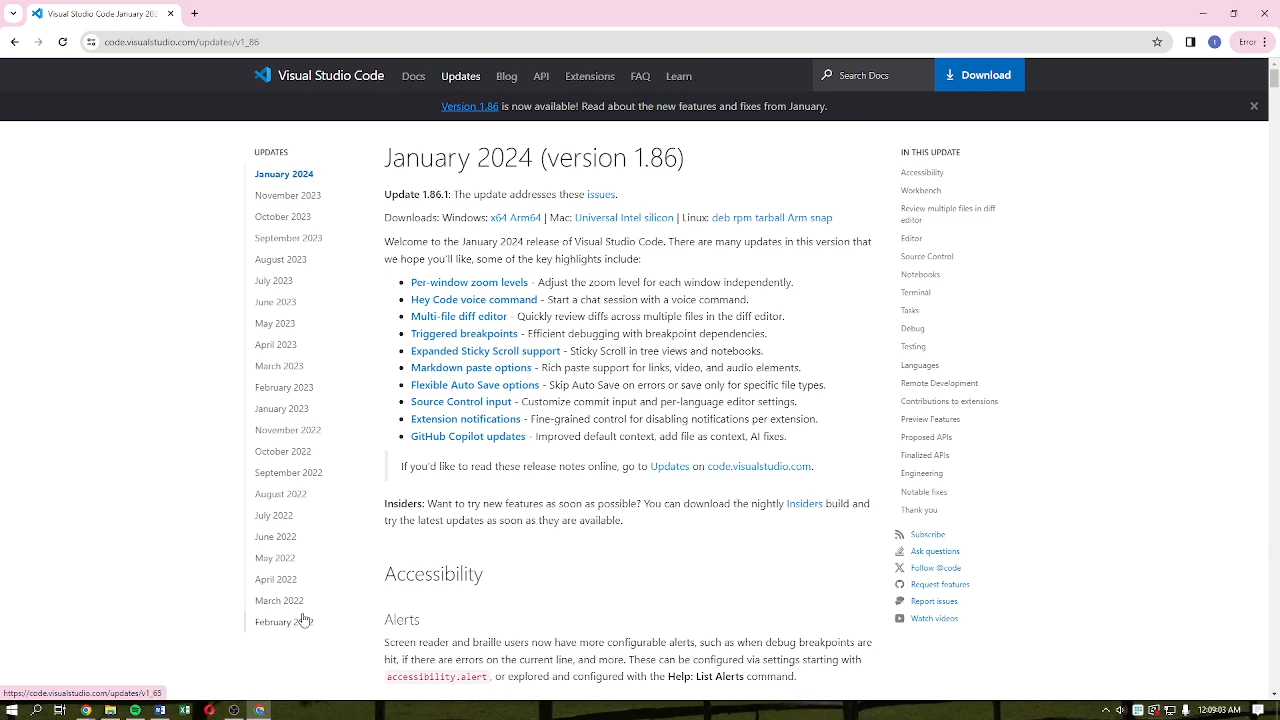 Visual Studio Code January 202
code.visualstudio.com/updates/v1_86
Error
Visual Studio Code
Docs
Updates
Blog
API
Extensions
FAQ
Learn
Search Docs
Download
Version 1.86 is now available! Read about the new features and fixes from January.
UPDATES
January 2024
November 2023
October 2023
September 2023
August 2023
July 2023
June 2023
May 2023
April 2023
March 2023
February 2023
January 2023
November 2022
October 2022
September 2022
August 2022
July 2022
June 2022
May 2022
April 2022
March 2022
February 2022
January 2024 (version 1.86)
Update 1.86.1: The update addresses these issues.
Downloads: Windows: x64 Arm64 | Mac: Universal Intel silicon | Linux: deb rpm tarball Arm snap
Welcome to the January 2024 release of Visual Studio Code. There are many updates in this version that
we hope you'll like, some of the key highlights include:
Per-window zoom levels - Adjust the zoom level for each window independently.
Hey Code voice command - Start a chat session with a voice command.
Multi-file diff editor - Quickly review diffs across multiple files in the diff editor.
Triggered breakpoints - Efficient debugging with breakpoint dependencies.
Expanded Sticky Scroll support - Sticky Scroll in tree views and notebooks.
Markdown paste options - Rich paste support for links, video, and audio elements.
Flexible Auto Save options - Skip Auto Save on errors or save only for specific file types.
Source Control input - Customize commit input and per-language editor settings.
Extension notifications - Fine-grained control for disabling notifications per extension.
GitHub Copilot updates - Improved default context, add file as context, AI fixes.
If you'd like to read these release notes online, go to Updates on code.visualstudio.com.
Insiders: Want to try new features as soon as possible? You can download the nightly Insiders build and
try the latest updates as soon as they are available.
Accessibility
Alerts
Screen reader and braille users now have more configurable alerts, such as when debug breakpoints are
hit, if there are errors on the current line, and more. These can be configured via settings starting with
accessibility.alert, or explored and configured with the Help: List Alerts command.
IN THIS UPDATE
Accessibility
Workbench
Review multiple files in diff
editor
Editor
Source Control
Notebooks
Terminal
Tasks
Debug
Testing
Languages
Remote Development
Contributions to extensions
Preview Features
Proposed APIs
Finalized APIs
Engineering
Notable fixes
Thank you
Subscribe
Ask questions
Follow @code
Request features
Report issues
Watch videos
https://code.visualstudio.com/updates/v1_65
12:09:03 AM